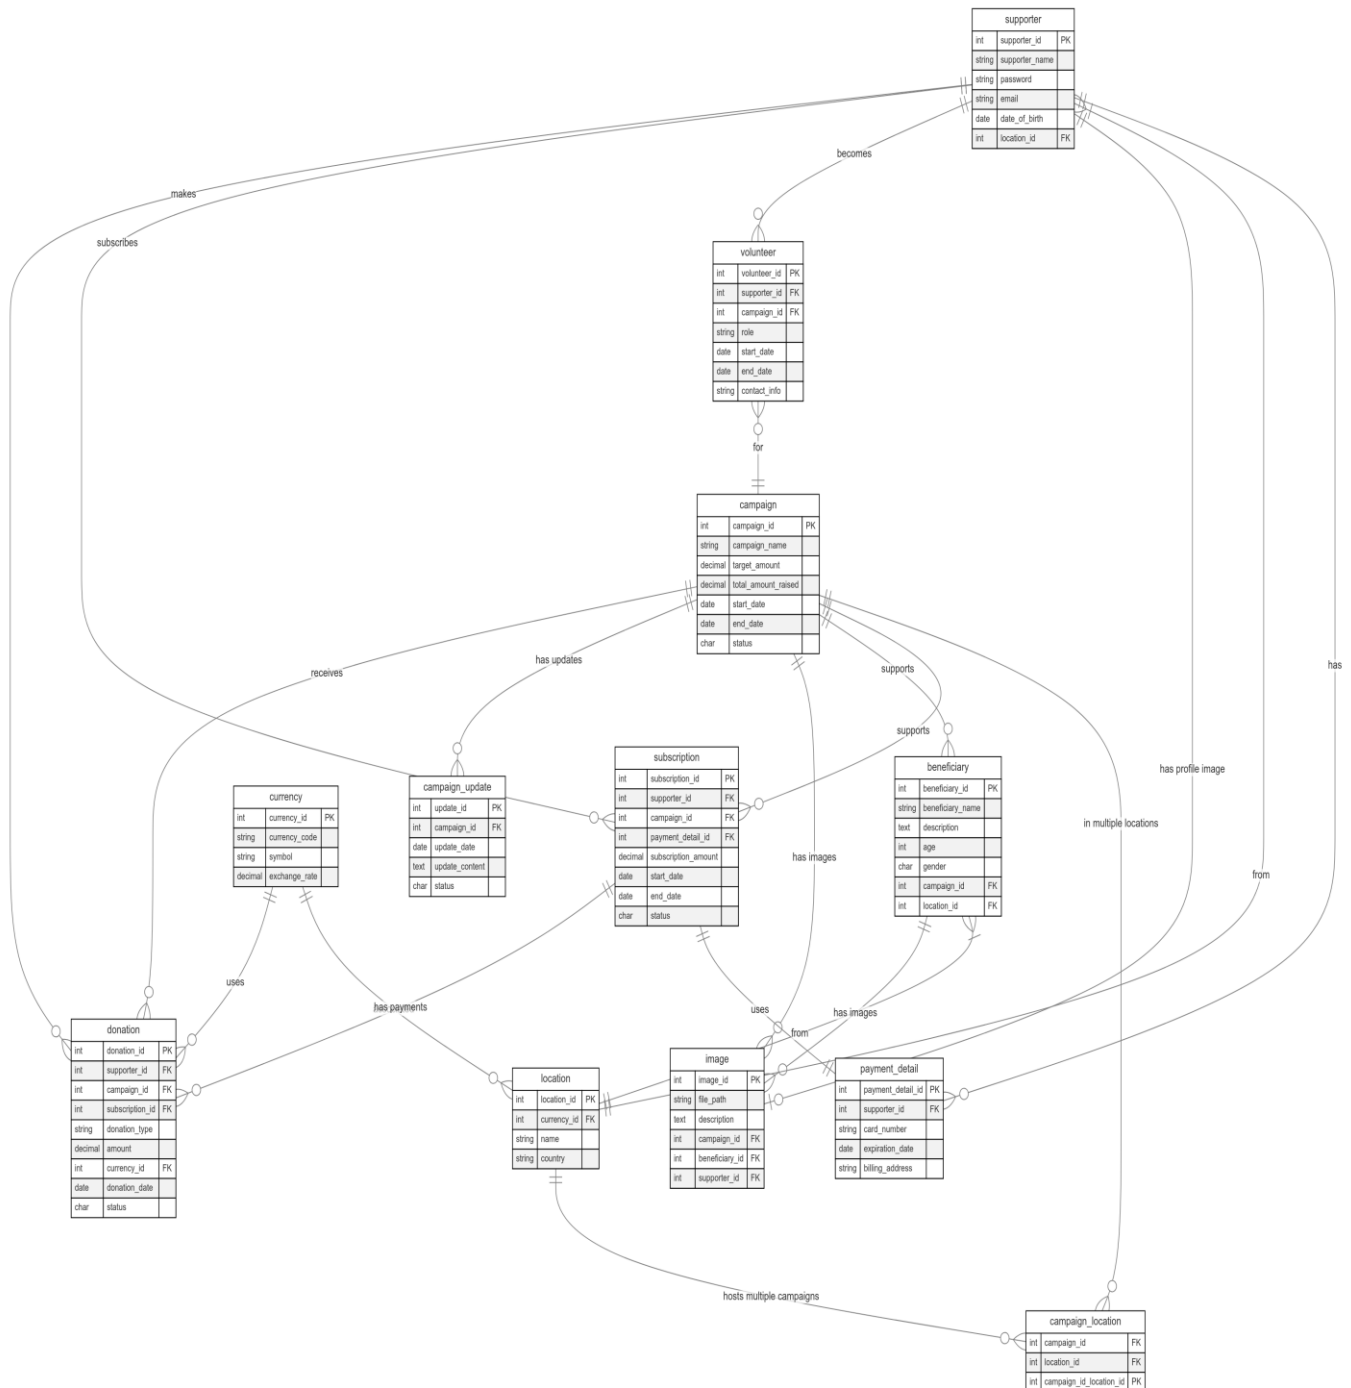 supporter
int supporter_id PK
string supporter_name
string password
string email
date date_of_birth
int location_id FK
becomes
makes
subscribes
volunteer
int volunteer_id PK
int supporter_id FK
int campaign_id FK
string role
date start_date
date end_date
string contact_info
for
campaign
int campaign_id PK
string campaign_name
decimal target_amount
decimal total_amount_raised
date start_date
date end_date
char status
receives
has updates
supports
has
supports
subscription
int subscription_id PK
int supporter_id FK
int campaign_id FK
int payment_detail_id FK
decimal subscription_amount
date start_date
date end_date
char status
beneficiary
int beneficiary_id PK
string beneficiary_name
text description
int age
char gender
int campaign_id FK
int location_id FK
has profile image
campaign_update
int update_id PK
int campaign_id FK
date update_date
text update_content
char status
currency
int currency_id PK
string currency_code
string symbol
decimal exchange_rate
in multiple locations
has images
from
uses
has payments
uses
has images
from
donation
int donation_id PK
int supporter_id FK
int campaign_id FK
int subscription_id FK
string donation_type
decimal amount
int currency_id FK
date donation_date
char status
location
int location_id PK
int currency_id FK
string name
string country
image
int image_id PK
string file_path
text description
int campaign_id FK
int beneficiary_id FK
int supporter_id FK
payment_detail
int payment_detail_id PK
int supporter_id FK
string card_number
date expiration_date
string billing_address
hosts multiple campaigns
campaign_location
int campaign_id FK
int location_id FK
int campaign_id_location_id PK